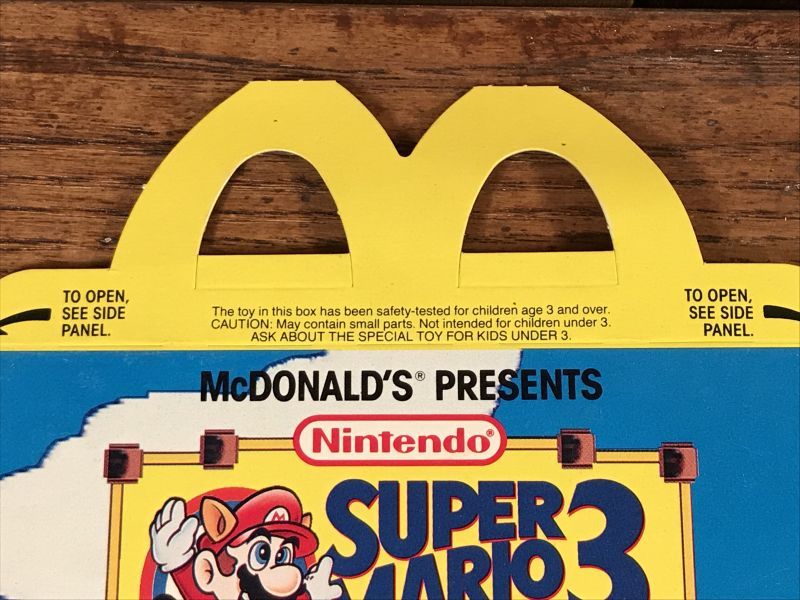 TO OPEN,
SEE SIDE
PANEL.
The toy in this box has been safety-tested for children age 3 and over.
CAUTION: May contain small parts. Not intended for children under 3.
ASK ABOUT THE SPECIAL TOY FOR KIDS UNDER 3.
TO OPEN,
SEE SIDE
PANEL.
McDONALD'S® PRESENTS
Nintendo®
SUPER
MARIO 3
M